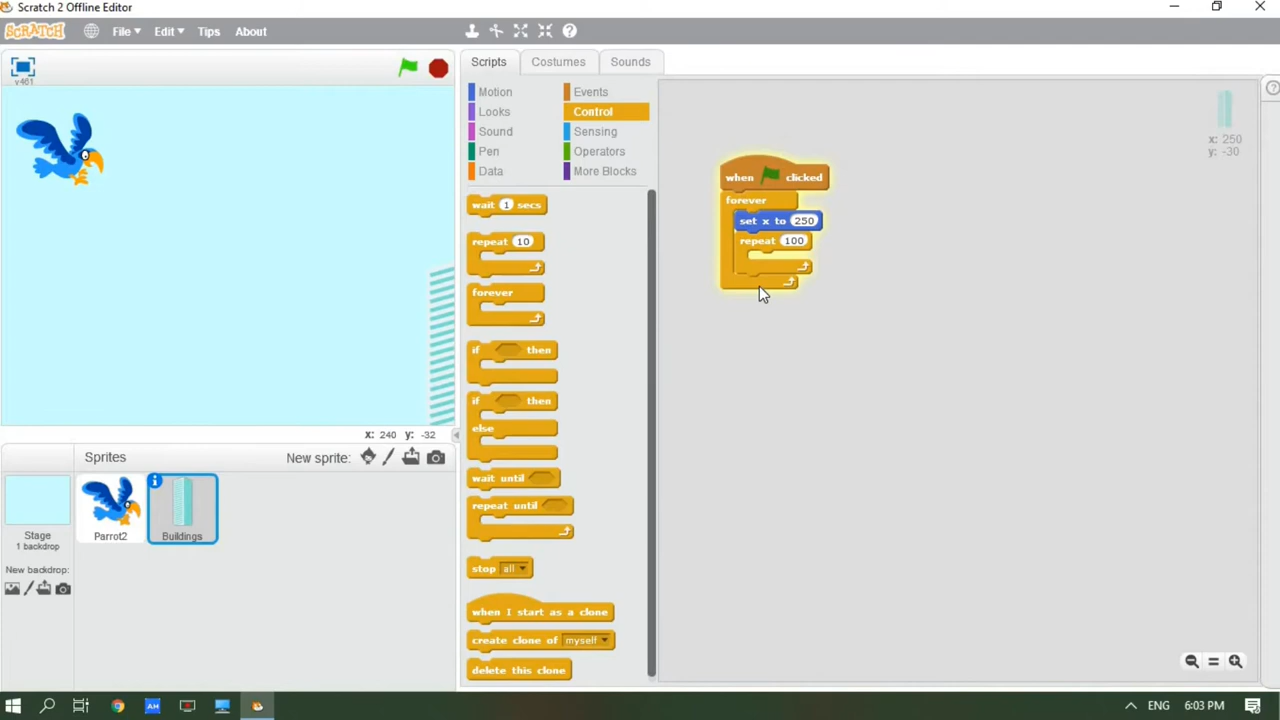 Scratch 2 Offline Editor
SCRATCH File Edit Tips About
v461
Scripts Costumes Sounds
Motion Events
Looks Control
Sound Sensing
Pen Operators
Data More Blocks
wait 1 secs
repeat 10
forever
if then
if then
else
wait until
repeat until
stop all
when I start as a clone
create clone of myself
delete this clone
when clicked
forever
set x to 250
repeat 100
x: 250
y: -30
x: 240 y: -32
Sprites New sprite:
Stage
1 backdrop
New backdrop:
Parrot2
Buildings
ENG 6:03 PM